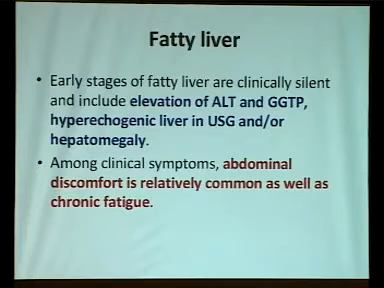 Fatty liver
• Early stages of fatty liver are clinically silent
and include elevation of ALT and GGTP,
hyperechogenic liver in USG and/or
hepatomegaly.
• Among clinical symptoms, abdominal
discomfort is relatively common as well as
chronic fatigue.